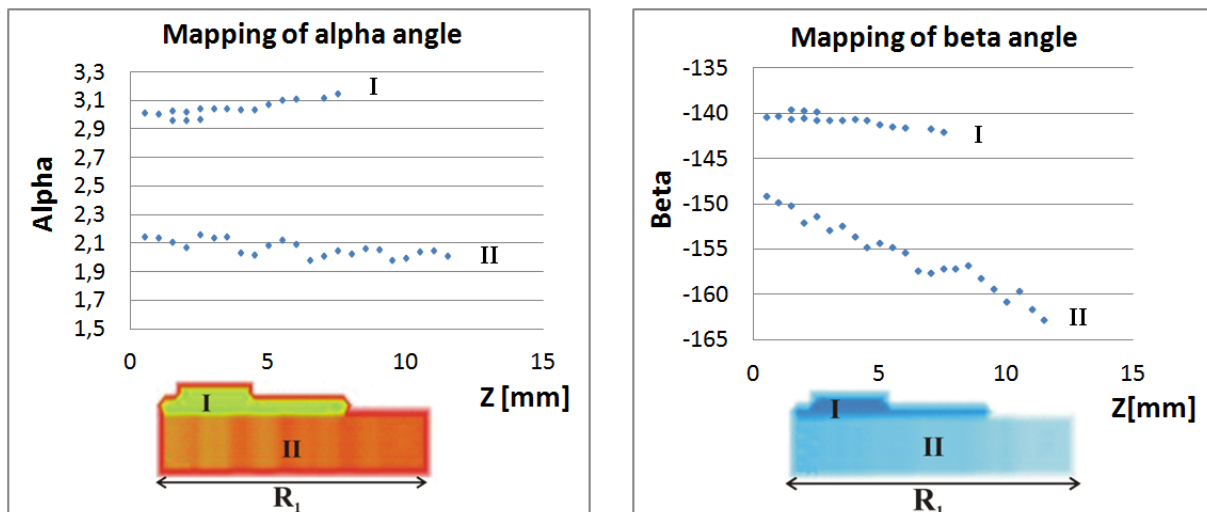 Mapping of alpha angle
3,3
3,1
2,9
2,7
2,5
2,3
2,1
1,9
1,7
1,5
Alpha
I
II
0
5
10
15
Z [mm]
I
II
R₁
Mapping of beta angle
-135
-140
-145
-150
-155
-160
-165
Beta
I
II
0
5
10
15
Z[mm]
I
II
R₁